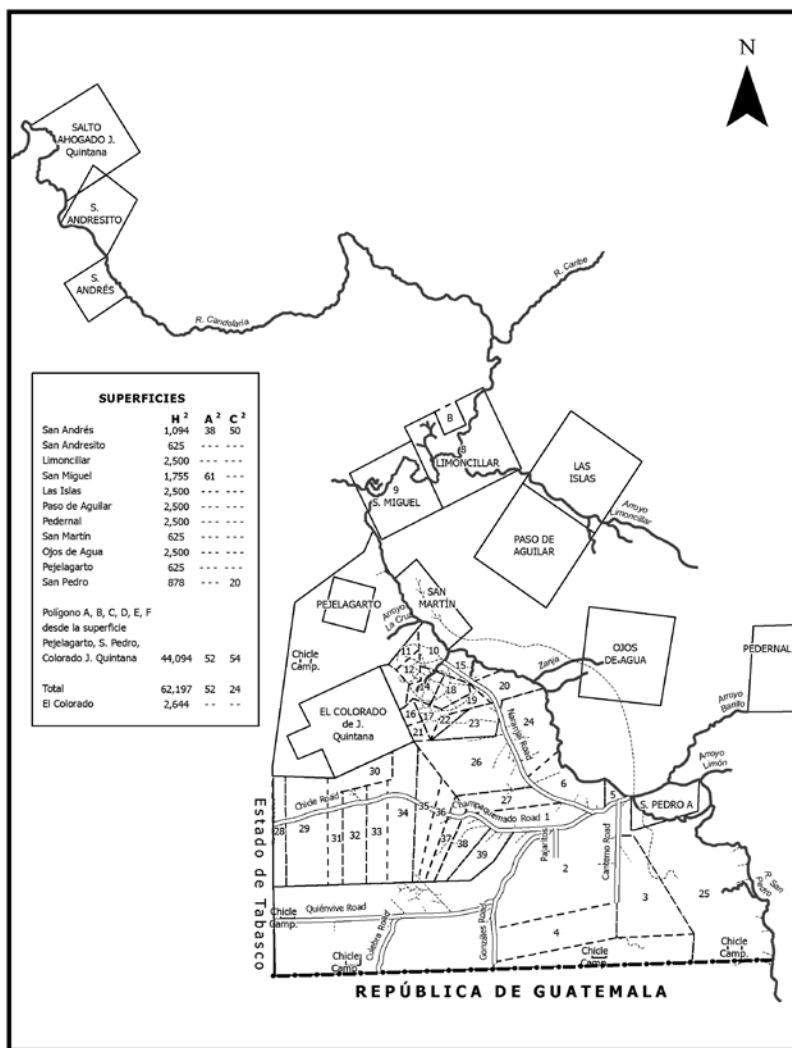 N
SALTO
AHOGADO J.
Quintana
S.
ANDRESITO
S.
ANDRÉS
R. Candelaria
R. Caribe
SUPERFICIES
H² A² C²
San Andrés 1,094 38 50
San Andresito 625 --- ---
Limoncillar 2,500 --- ---
San Miguel 1,755 61 ---
Las Islas 2,500 --- ---
Paso de Aguilar 2,500 --- ---
Pedernal 2,500 --- ---
San Martín 625 --- ---
Ojos de Agua 2,500 --- ---
Pejelagarto 625 --- ---
San Pedro 878 --- 20
Polígono A, B, C, D, E, F
desde la superficie
Pejelagarto, S. Pedro,
Colorado J. Quintana 44,094 52 54
Total 62,197 52 24
El Colorado 2,644 -- --
B
8
LIMONCILLAR
9
S. MIGUEL
LAS
ISLAS
Arroyo
Limoncillar
PASO DE
AGUILAR
PEJELAGARTO
SAN
MARTÍN
Arroyo
La Cruz
OJOS
DE AGUA
PEDERNAL
Zanja
Arroyo
Barillo
Arroyo
Limón
Chicle
Camp.
EL COLORADO
de J.
Quintana
11
10
12
14
15
18
19
20
16
17
22
21
23
24
Naranjal Road
26
30
27
6
5
S. PEDRO A
Chicle Road
Champaquemado Road 1
28
29
31
32
33
34
35
36
37
38
39
Pajaritos
2
Canterno Road
3
25
R. San
Pedro
4
Estado de Tabasco
Quiénvive Road
Chicle
Camp.
Culebra Road
Gonzáles Road
Chicle
Camp
Chicle
Camp.
Chicle
Camp.
REPÚBLICA DE GUATEMALA